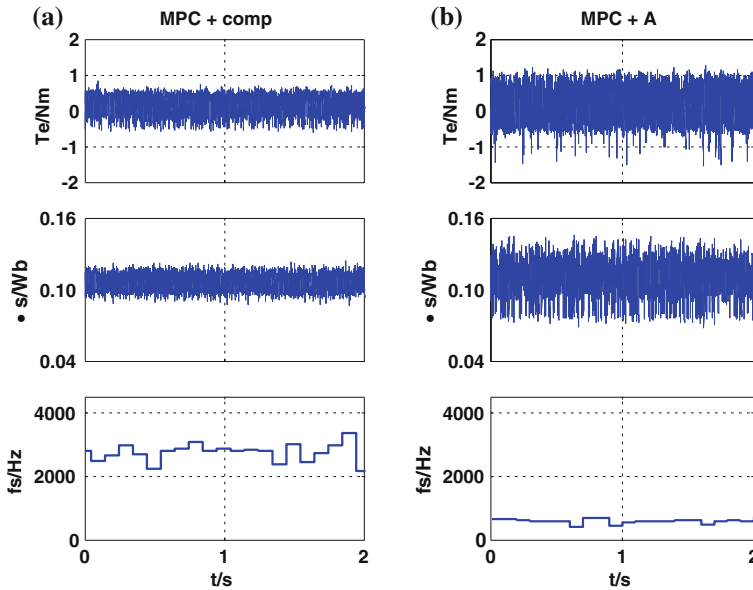 (a) MPC + comp
2
1
0
-1
-2
Te/Nm
0.16
0.10
0.04
• s/Wb
4000
2000
0
fs/Hz
0 1 2
t/s
(b) MPC + A
2
1
0
-1
-2
Te/Nm
0.16
0.10
0.04
• s/Wb
4000
2000
0
fs/Hz
0 1 2
t/s